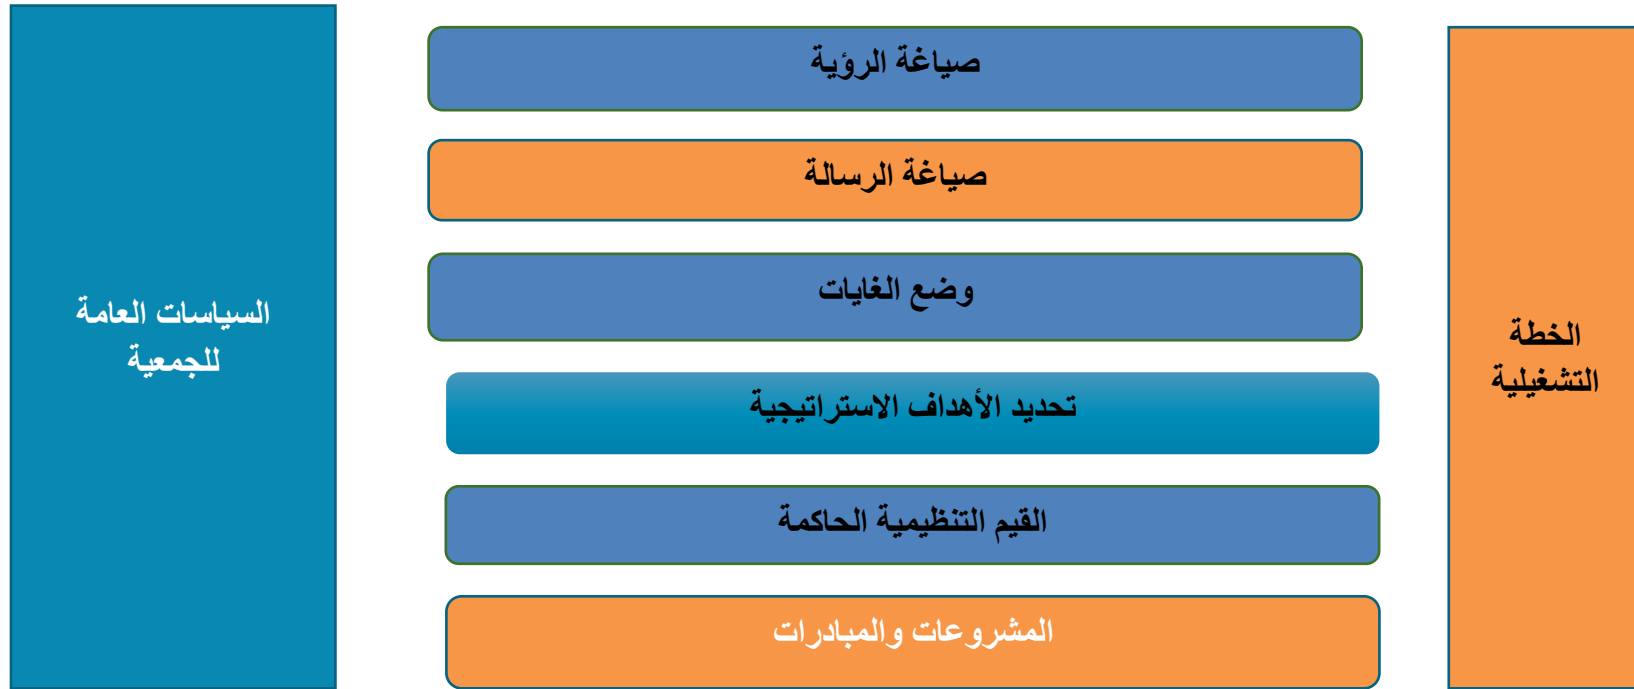 الخطة
التشغيلية
صياغة الرؤية
صياغة الرسالة
وضع الغايات
تحديد الأهداف الاستراتيجية
القيم التنظيمية الحاكمة
المشروعات والمبادرات
السياسات العامة
للجمعية